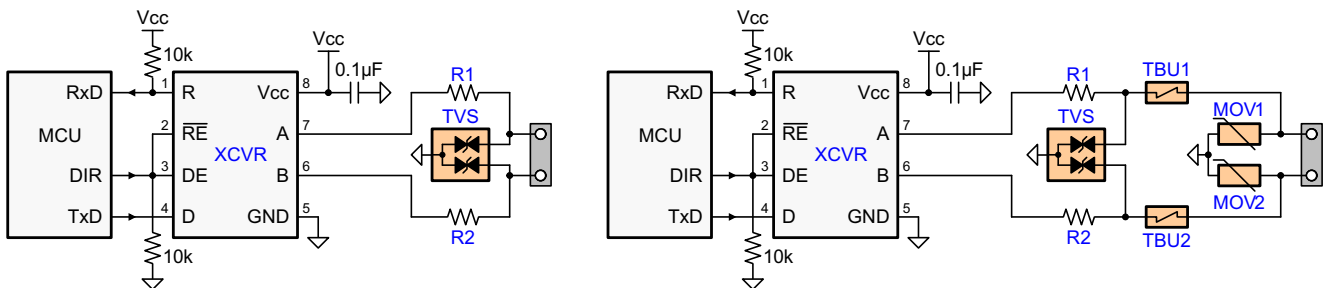 Vcc
10k
Vcc
0.1µF
MCU
RxD
DIR
TxD
1
2
3
4
R
RE
DE
D
XCVR
Vcc
A
B
GND
8
7
6
5
R1
TVS
R2
10k
Vcc
10k
Vcc
0.1µF
MCU
RxD
DIR
TxD
1
2
3
4
R
RE
DE
D
XCVR
Vcc
A
B
GND
8
7
6
5
R1
TVS
R2
TBU1
MOV1
MOV2
TBU2
10k